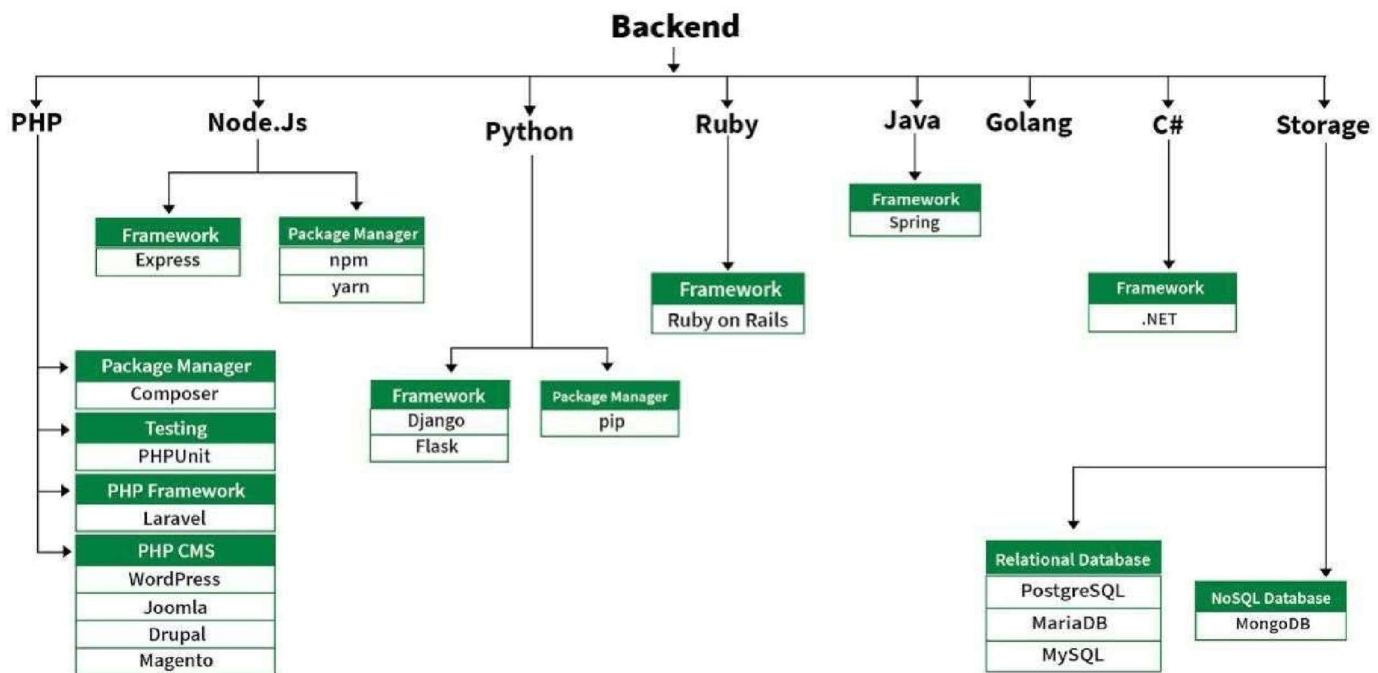 Backend
PHP
Node.Js
Python
Ruby
Java
Golang
C#
Storage
Framework
Express
Package Manager
npm
yarn
Framework
Spring
Framework
Ruby on Rails
Framework
.NET
Package Manager
Composer
Testing
PHPUnit
PHP Framework
Laravel
PHP CMS
WordPress
Joomla
Drupal
Magento
Framework
Django
Flask
Package Manager
pip
Relational Database
PostgreSQL
MariaDB
MySQL
NoSQL Database
MongoDB